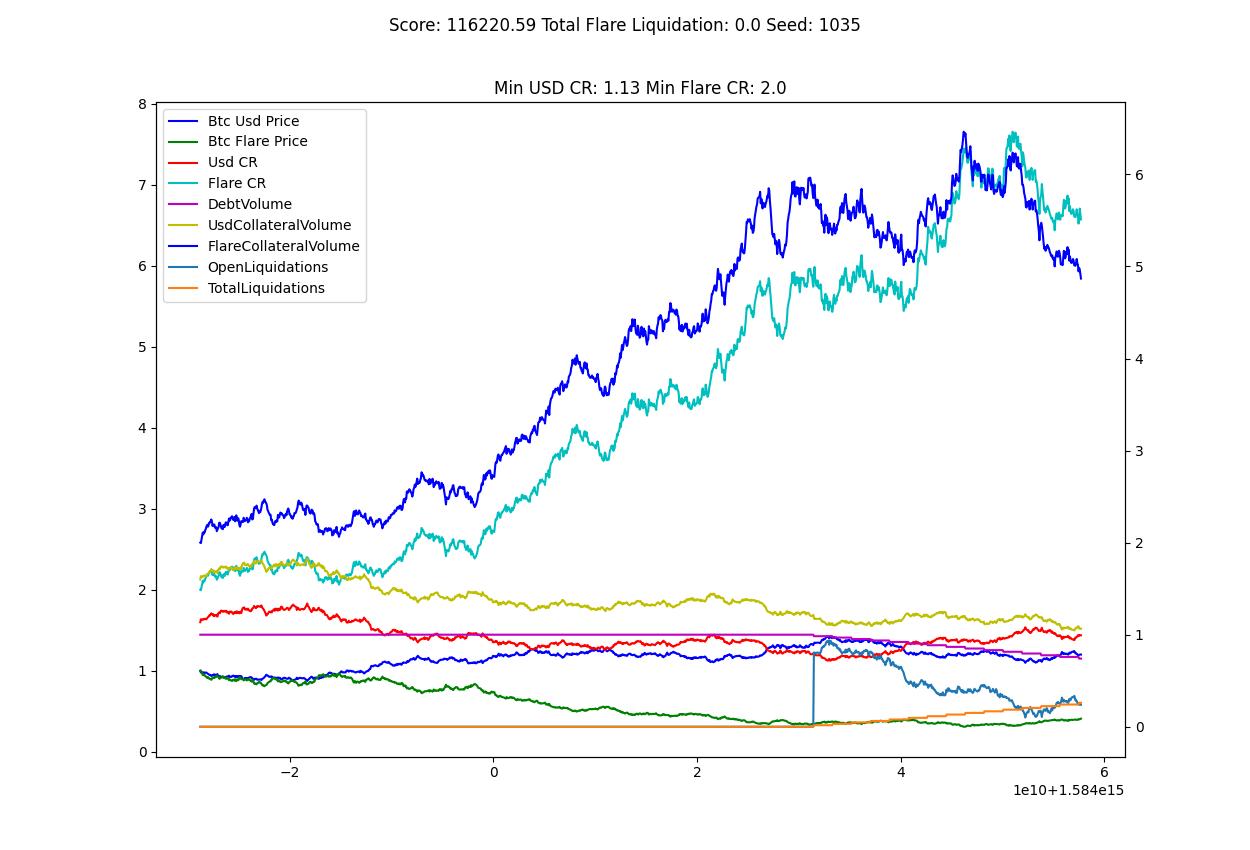 Score: 116220.59 Total Flare Liquidation: 0.0 Seed: 1035
Min USD CR: 1.13 Min Flare CR: 2.0
Btc Usd Price
Btc Flare Price
Usd CR
Flare CR
DebtVolume
UsdCollateralVolume
FlareCollateralVolume
OpenLiquidations
TotalLiquidations
8
7
6
5
4
3
2
1
0
6
5
4
3
2
1
0
−2
0
2
4
6
1e10+1.584e15